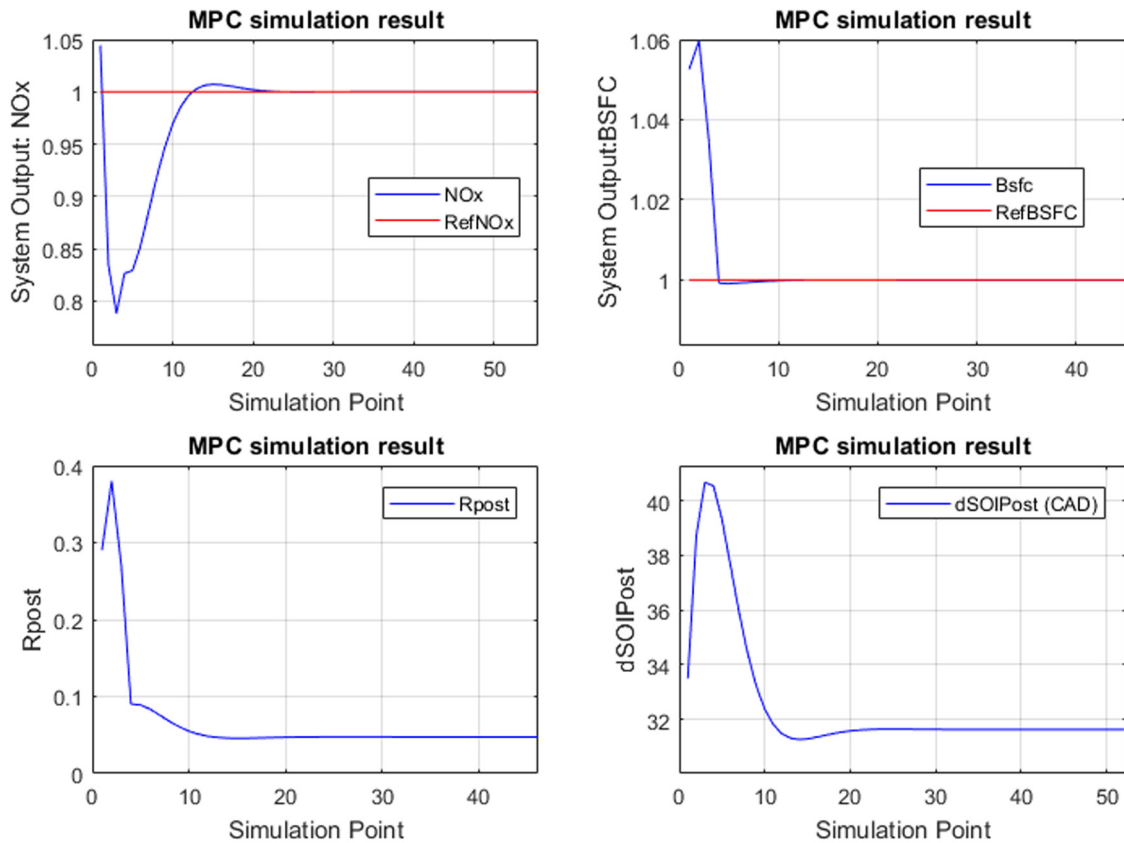 MPC simulation result
System Output: NOx
1.05
1
0.95
0.9
0.85
0.8
NOx
RefNOx
0 10 20 30 40 50
Simulation Point
MPC simulation result
System Output:BSFC
1.06
1.04
1.02
1
Bsfc
RefBSFC
0 10 20 30 40
Simulation Point
MPC simulation result
Rpost
0.4
0.3
0.2
0.1
0
Rpost
0 10 20 30 40
Simulation Point
MPC simulation result
dSOIPost
40
38
36
34
32
dSOIPost (CAD)
0 10 20 30 40 50
Simulation Point